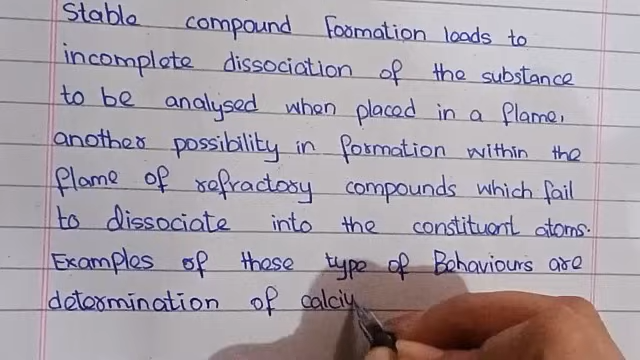 Stable compound Formation leads to
incomplete dissociation of the substance
to be analysed when placed in a flame,
another possibility in formation within the
flame of refractory compounds which fail
to dissociate into the constituent atoms.
Examples of these type of Behaviours are
determination of calciu